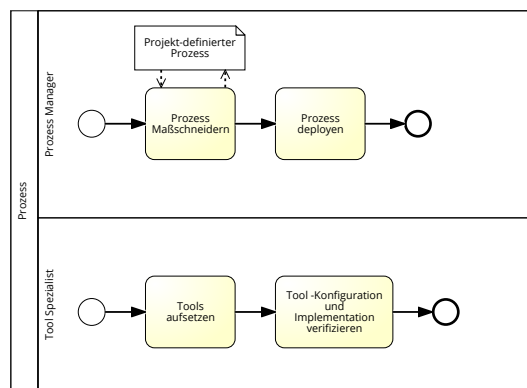 Prozess
Prozess Manager
Projekt-definierter
Prozess
Prozess
Maßschneidern
Prozess
deployen
Tool Spezialist
Tools
aufsetzen
Tool -Konfiguration
und
Implementation
verifizieren